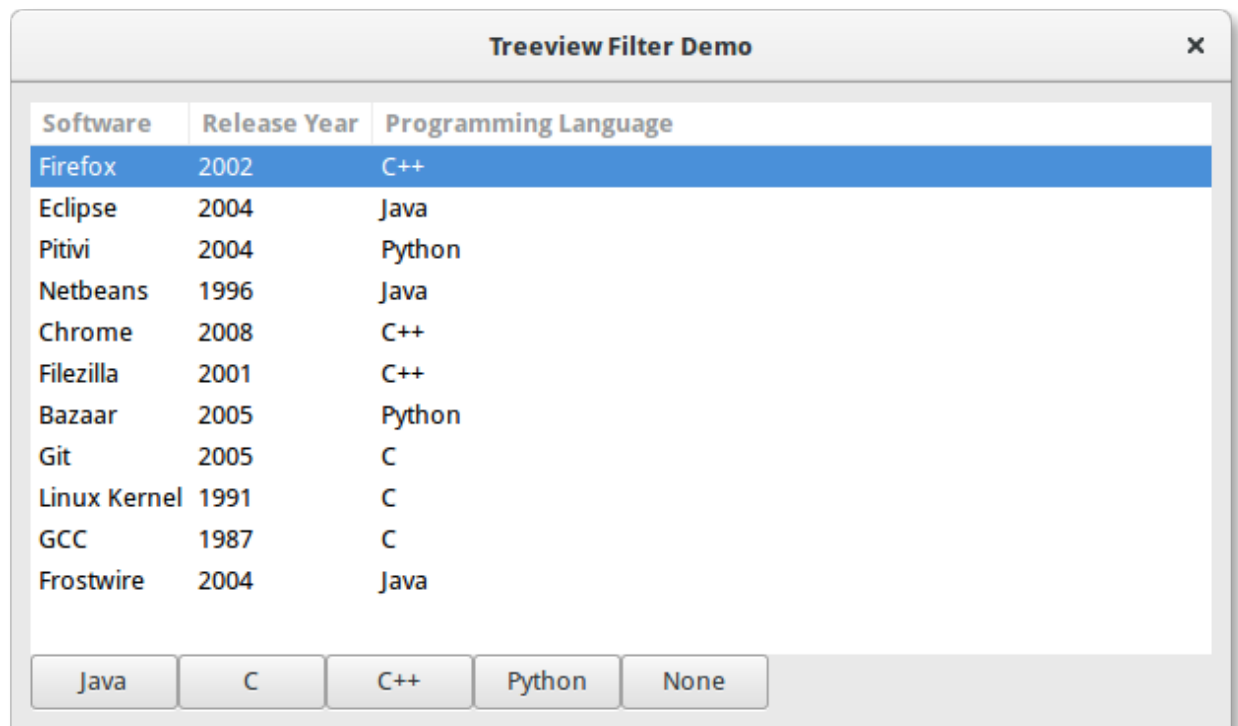 Treeview Filter Demo ×
Software Release Year Programming Language
Firefox 2002 C++
Eclipse 2004 Java
Pitivi 2004 Python
Netbeans 1996 Java
Chrome 2008 C++
Filezilla 2001 C++
Bazaar 2005 Python
Git 2005 C
Linux Kernel 1991 C
GCC 1987 C
Frostwire 2004 Java
Java C C++ Python None